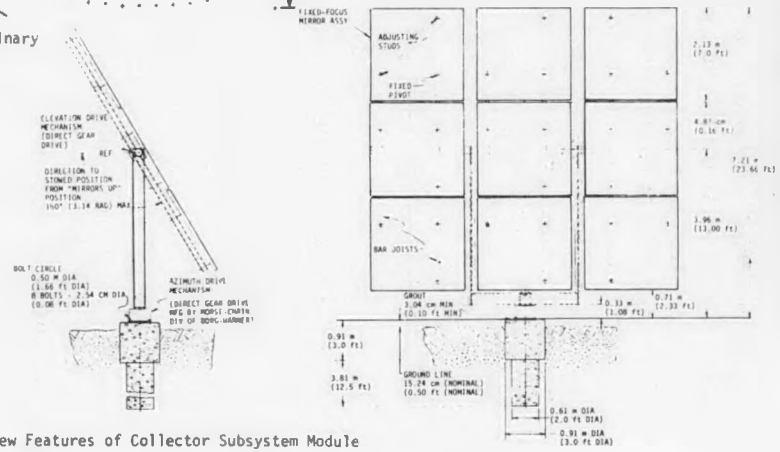 nary
ELEVATION DRIVE
MECHANISM
(DIRECT GEAR
DRIVE)
REF
DIRECTION TO
STOWED POSITION
FROM "MIRRORS UP"
POSITION
(3.14 RAD) MAX
BOLT CIRCLE
0.50 M DIA
(1.66 ft DIA)
8 BOLTS - 2.54 CM DIA
(0.08 ft DIA)
AZIMUTH DRIVE
MECHANISM
(DIRECT GEAR DRIVE
MFG BY MORSE-CHAIN
DIV OF BORG-WARNER)
FIXED-FOCUS
MIRROR ASSY
ADJUSTING
STUDS
FIXED
PIVOT
BAR JOISTS
2.13 m
(7.0 ft)
4.87 cm
(0.16 ft)
7.21 m
(23.66 ft)
3.96 m
(13.00 ft)
GROUT
3.04 cm MIN
(0.10 ft MIN)
0.33 m
(1.08 ft)
0.71 m
(2.33 ft)
0.91 m
(3.0 ft)
3.81 m
(12.5 ft)
GROUND LINE
15.24 cm (NOMINAL)
(0.50 ft (NOMINAL)
0.61 m DIA
(2.0 ft DIA)
0.91 m DIA
(3.0 ft DIA)
ew Features of Collector Subsystem Module